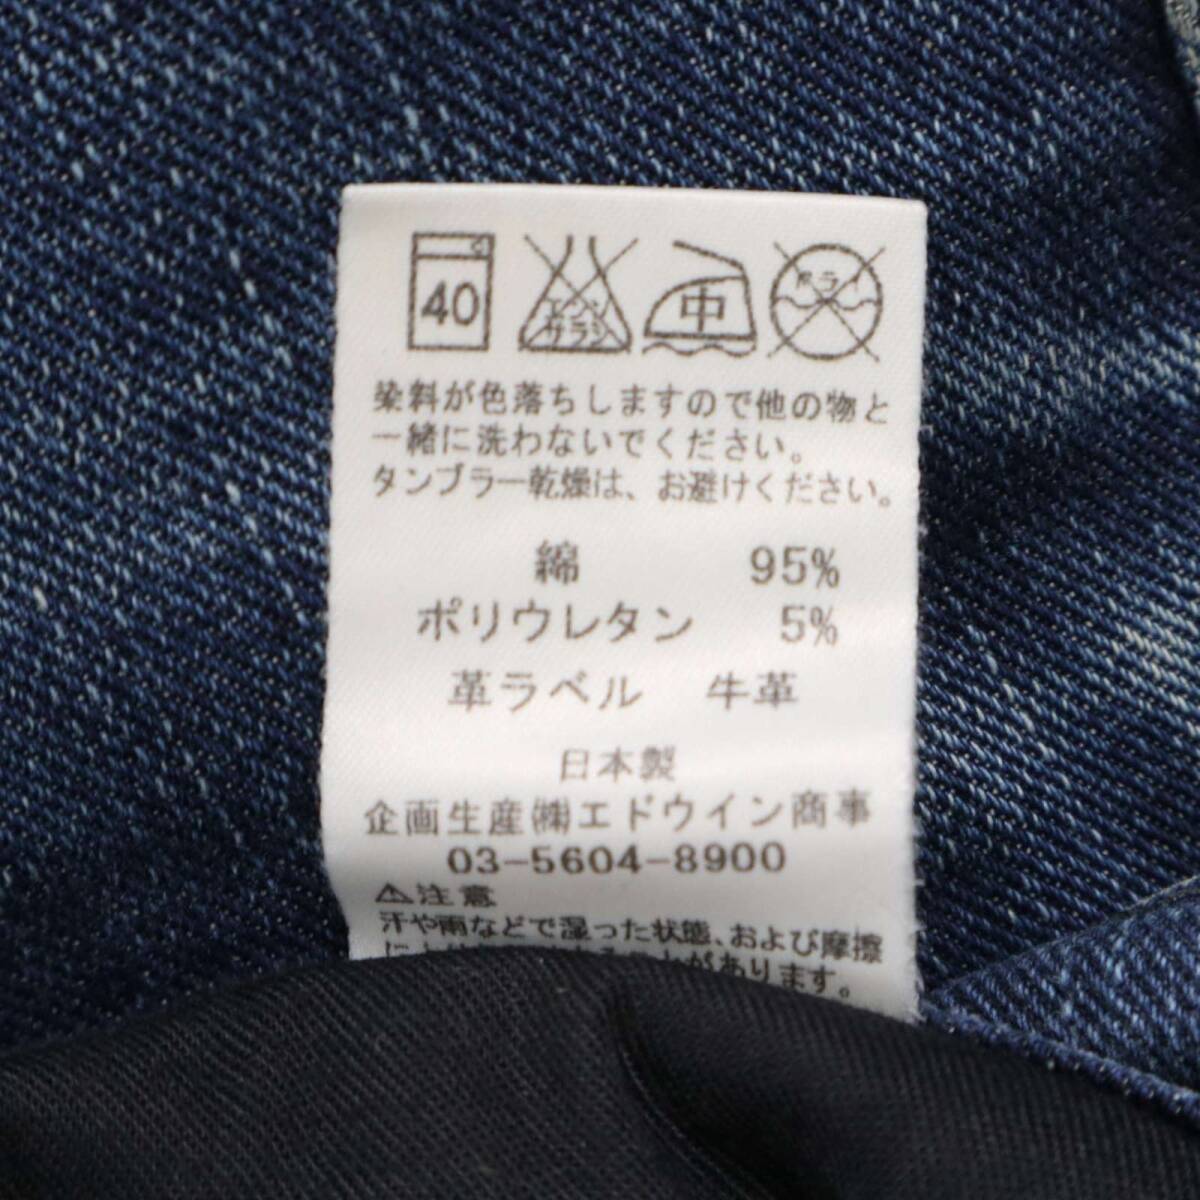 40 エンソ 中 ドライ
サラシ
染料が色落ちしますので他の物と
一緒に洗わないでください。
タンブラー乾燥は、お避けください。
綿 95%
ポリウレタン 5%
革ラベル 牛革
日本製
企画生産㈱エドウイン商事
03-5604-8900
⚠注意
汗や雨などで湿った状態、および摩擦
ことがあります。